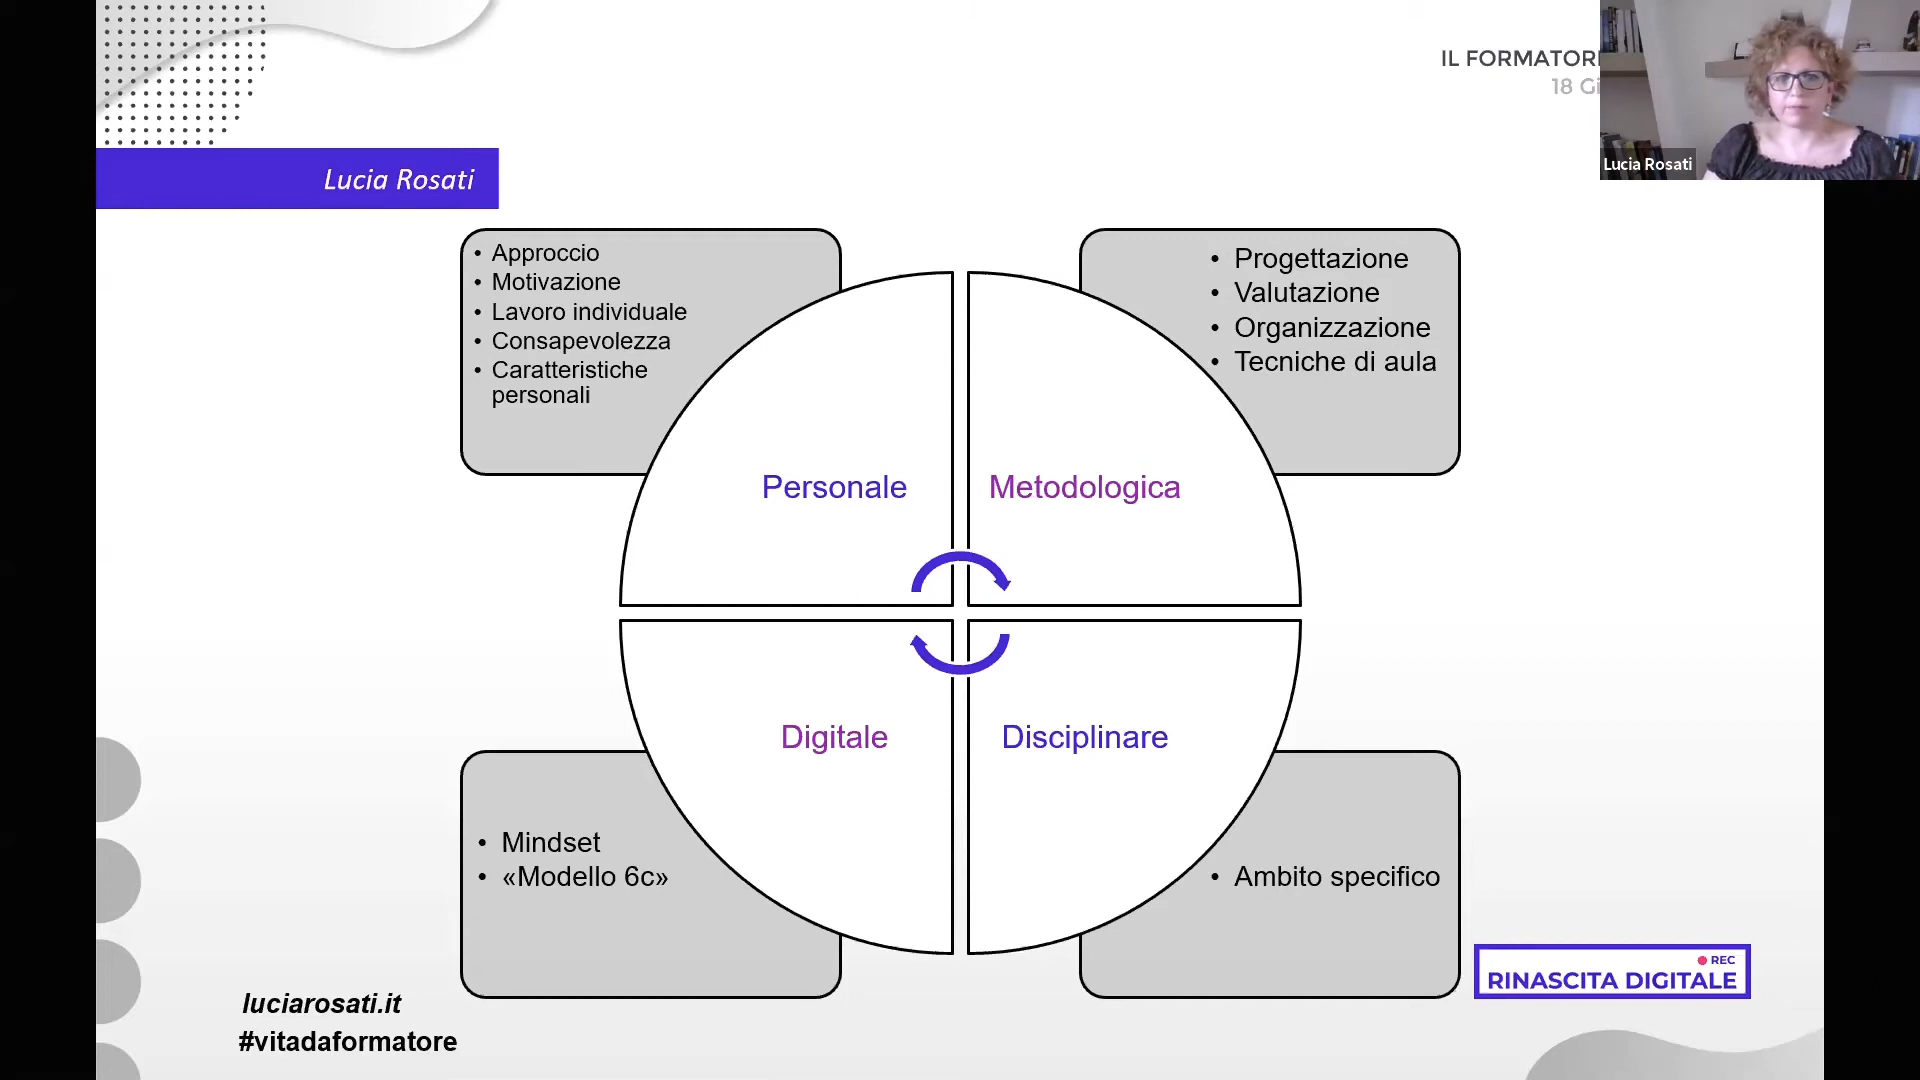 IL FORMATORE
18
Lucia Rosati
Lucia Rosati
• Approccio
• Motivazione
• Lavoro individuale
• Consapevolezza
• Caratteristiche
personali
• Progettazione
• Valutazione
• Organizzazione
• Tecniche di aula
Personale
Metodologica
Digitale
Disciplinare
• Mindset
• «Modello 6c»
• Ambito specifico
REC
RINASCITA DIGITALE
luciarosati.it
#vitadaformatore